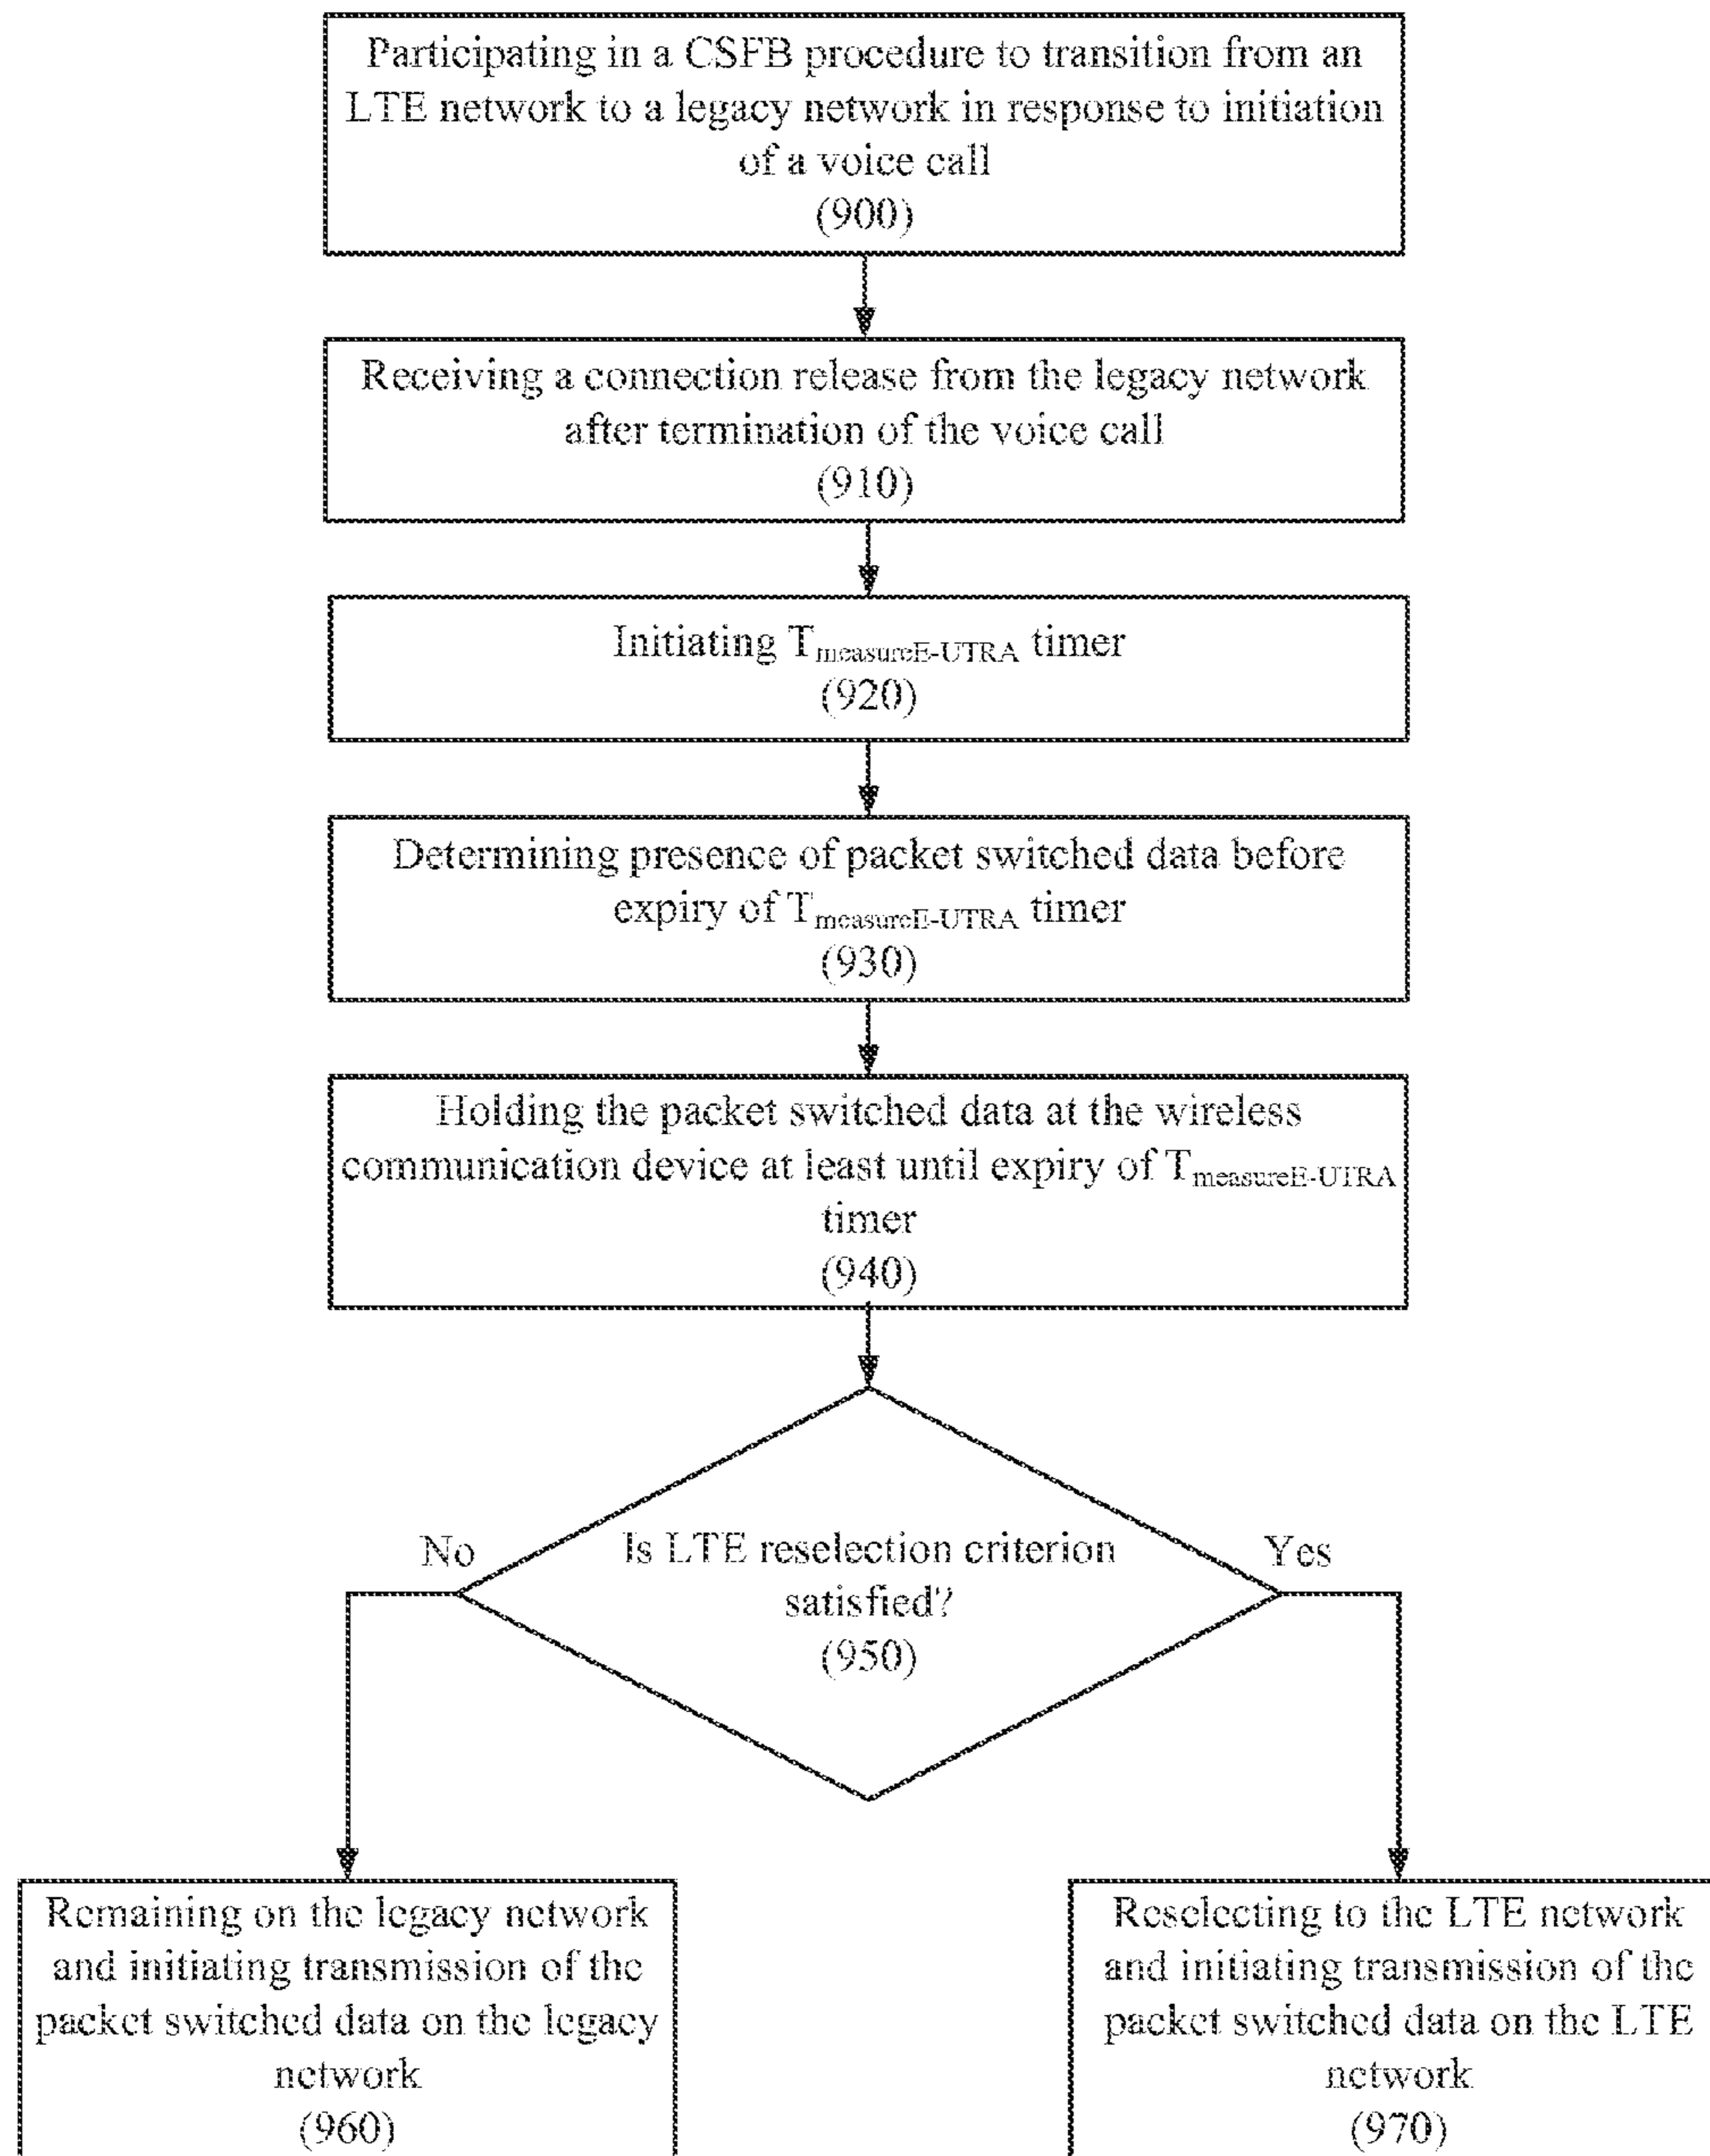 Participating in a CSFB procedure to transition from an
LTE network to a legacy network in response to initiation
of a voice call
(900)
Receiving a connection release from the legacy network
after termination of the voice call
(910)
Initiating TmeasureE-UTRA timer
(920)
Determining presence of packet switched data before
expiry of TmeasureE-UTRA timer
(930)
Holding the packet switched data at the wireless
communication device at least until expiry of TmeasureE-UTRA
timer
(940)
No
Is LTE reselection criterion
satisfied?
(950)
Yes
Remaining on the legacy network
and initiating transmission of the
packet switched data on the legacy
network
(960)
Reselecting to the LTE network
and initiating transmission of the
packet switched data on the LTE
network
(970)